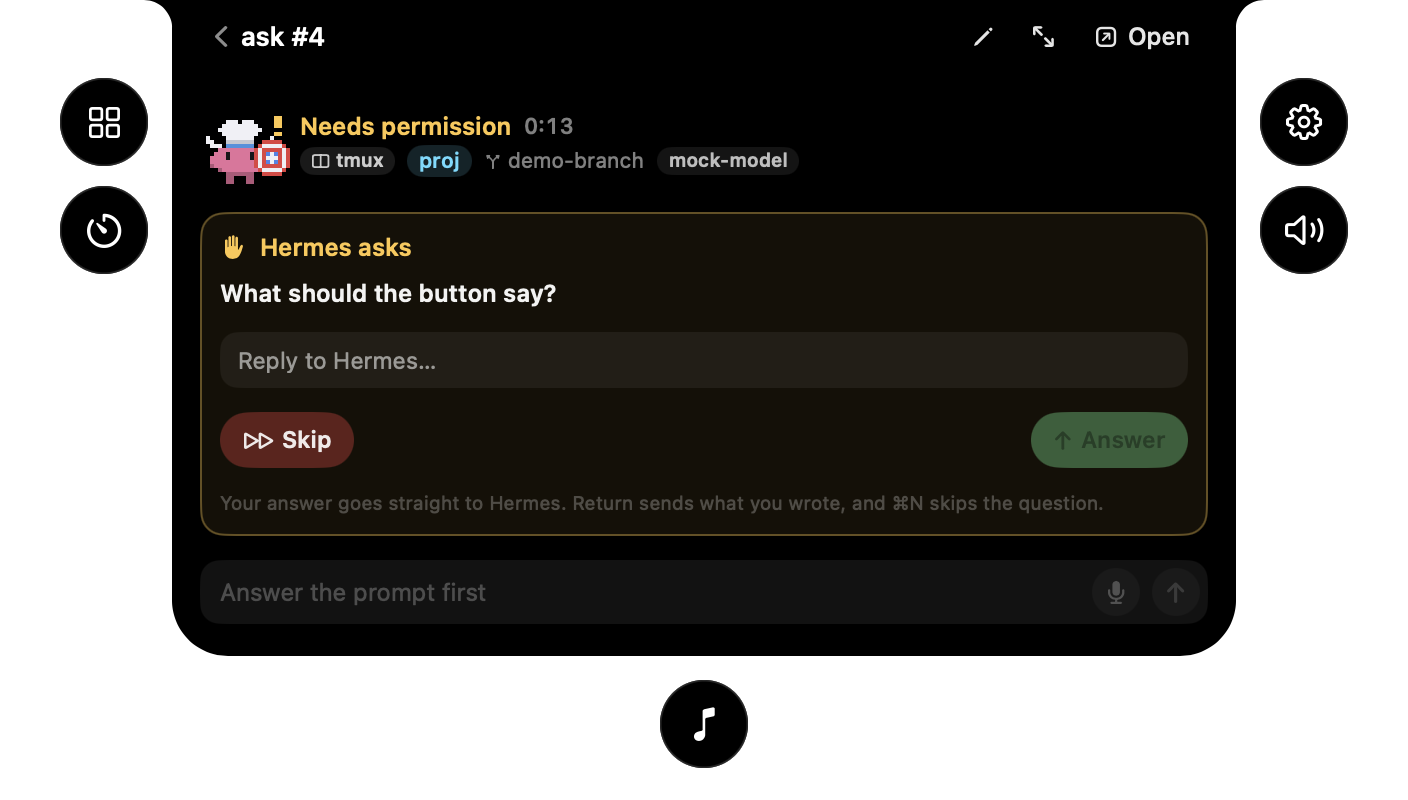 ask #4
Open
Needs permission 0:13
tmux proj demo-branch mock-model
Hermes asks
What should the button say?
Reply to Hermes...
Skip
Answer
Your answer goes straight to Hermes. Return sends what you wrote, and ⌘N skips the question.
Answer the prompt first